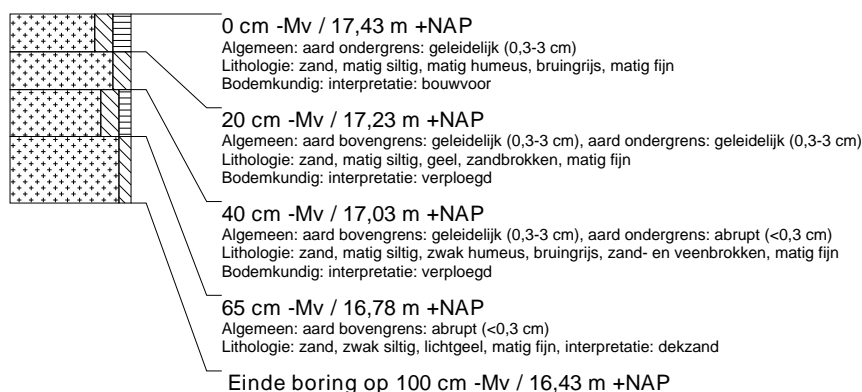 0 cm -Mv / 17,43 m +NAP
Algemeen: aard ondergrens: geleidelijk (0,3-3 cm)
Lithologie: zand, matig siltig, matig humeus, bruingrijs, matig fijn
Bodemkundig: interpretatie: bouwvoor
20 cm -Mv / 17,23 m +NAP
Algemeen: aard bovengrens: geleidelijk (0,3-3 cm), aard ondergrens: geleidelijk (0,3-3 cm)
Lithologie: zand, matig siltig, geel, zandbrokken, matig fijn
Bodemkundig: interpretatie: verploegd
40 cm -Mv / 17,03 m +NAP
Algemeen: aard bovengrens: geleidelijk (0,3-3 cm), aard ondergrens: abrupt (<0,3 cm)
Lithologie: zand, matig siltig, zwak humeus, bruingrijs, zand- en veenbrokken, matig fijn
Bodemkundig: interpretatie: verploegd
65 cm -Mv / 16,78 m +NAP
Algemeen: aard bovengrens: abrupt (<0,3 cm)
Lithologie: zand, zwak siltig, lichtgeel, matig fijn, interpretatie: dekzand
Einde boring op 100 cm -Mv / 16,43 m +NAP